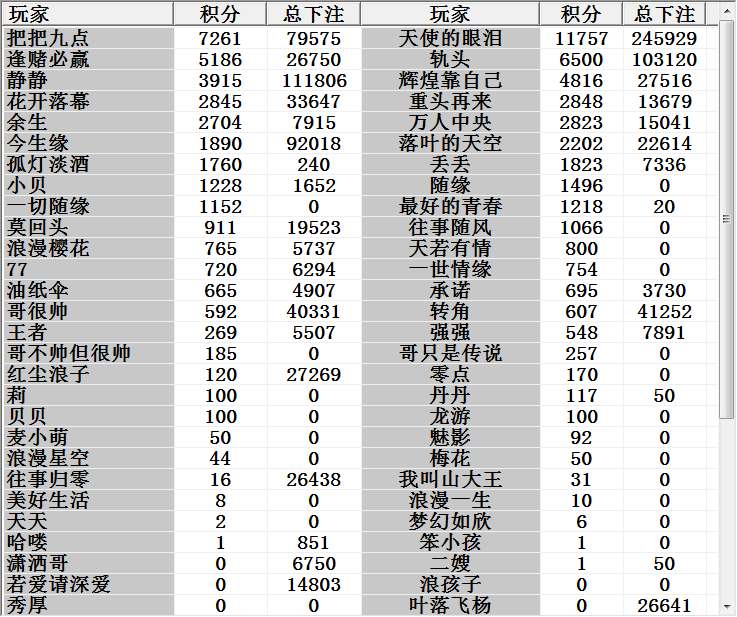 玩家 积分 总下注 玩家 积分 总下注
把把九点 7261 79575 天使的眼泪 11757 245929
逢赌必赢 5186 26750 轨头 6500 103120
静静 3915 111806 辉煌靠自己 4816 27516
花开落幕 2845 33647 重头再来 2848 13679
余生 2704 7915 万人中央 2823 15041
今生缘 1890 92018 落叶的天空 2202 22614
孤灯淡酒 1760 240 丢丢 1823 7336
小贝 1228 1652 随缘 1496 0
一切随缘 1152 0 最好的青春 1218 20
莫回头 911 19523 往事随风 1066 0
浪漫樱花 765 5737 天若有情 800 0
77 720 6294 一世情缘 754 0
油纸伞 665 4907 承诺 695 3730
哥很帅 592 40331 转角 607 41252
王者 269 5507 强强 548 7891
哥不帅但很帅 185 0 哥只是传说 257 0
红尘浪子 120 27269 零点 170 0
莉 100 0 丹丹 117 50
贝贝 100 0 龙游 100 0
麦小萌 50 0 魅影 92 0
浪漫星空 44 0 梅花 50 0
往事归零 16 26438 我叫山大王 31 0
美好生活 8 0 浪漫一生 10 0
天天 2 0 梦幻如欣 6 0
哈喽 1 851 笨小孩 1 0
潇洒哥 0 6750 二嫂 1 50
若爱请深爱 0 14803 浪孩子 0 0
秀厚 0 0 叶落飞杨 0 26641